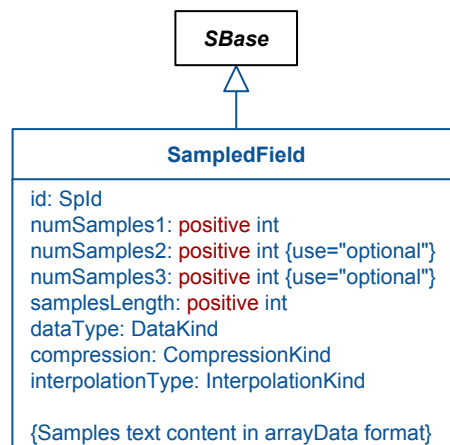 SBase
SampledField
id: SpId
numSamples1: positive int
numSamples2: positive int {use="optional"}
numSamples3: positive int {use="optional"}
samplesLength: positive int
dataType: DataKind
compression: CompressionKind
interpolationType: InterpolationKind
{Samples text content in arrayData format}